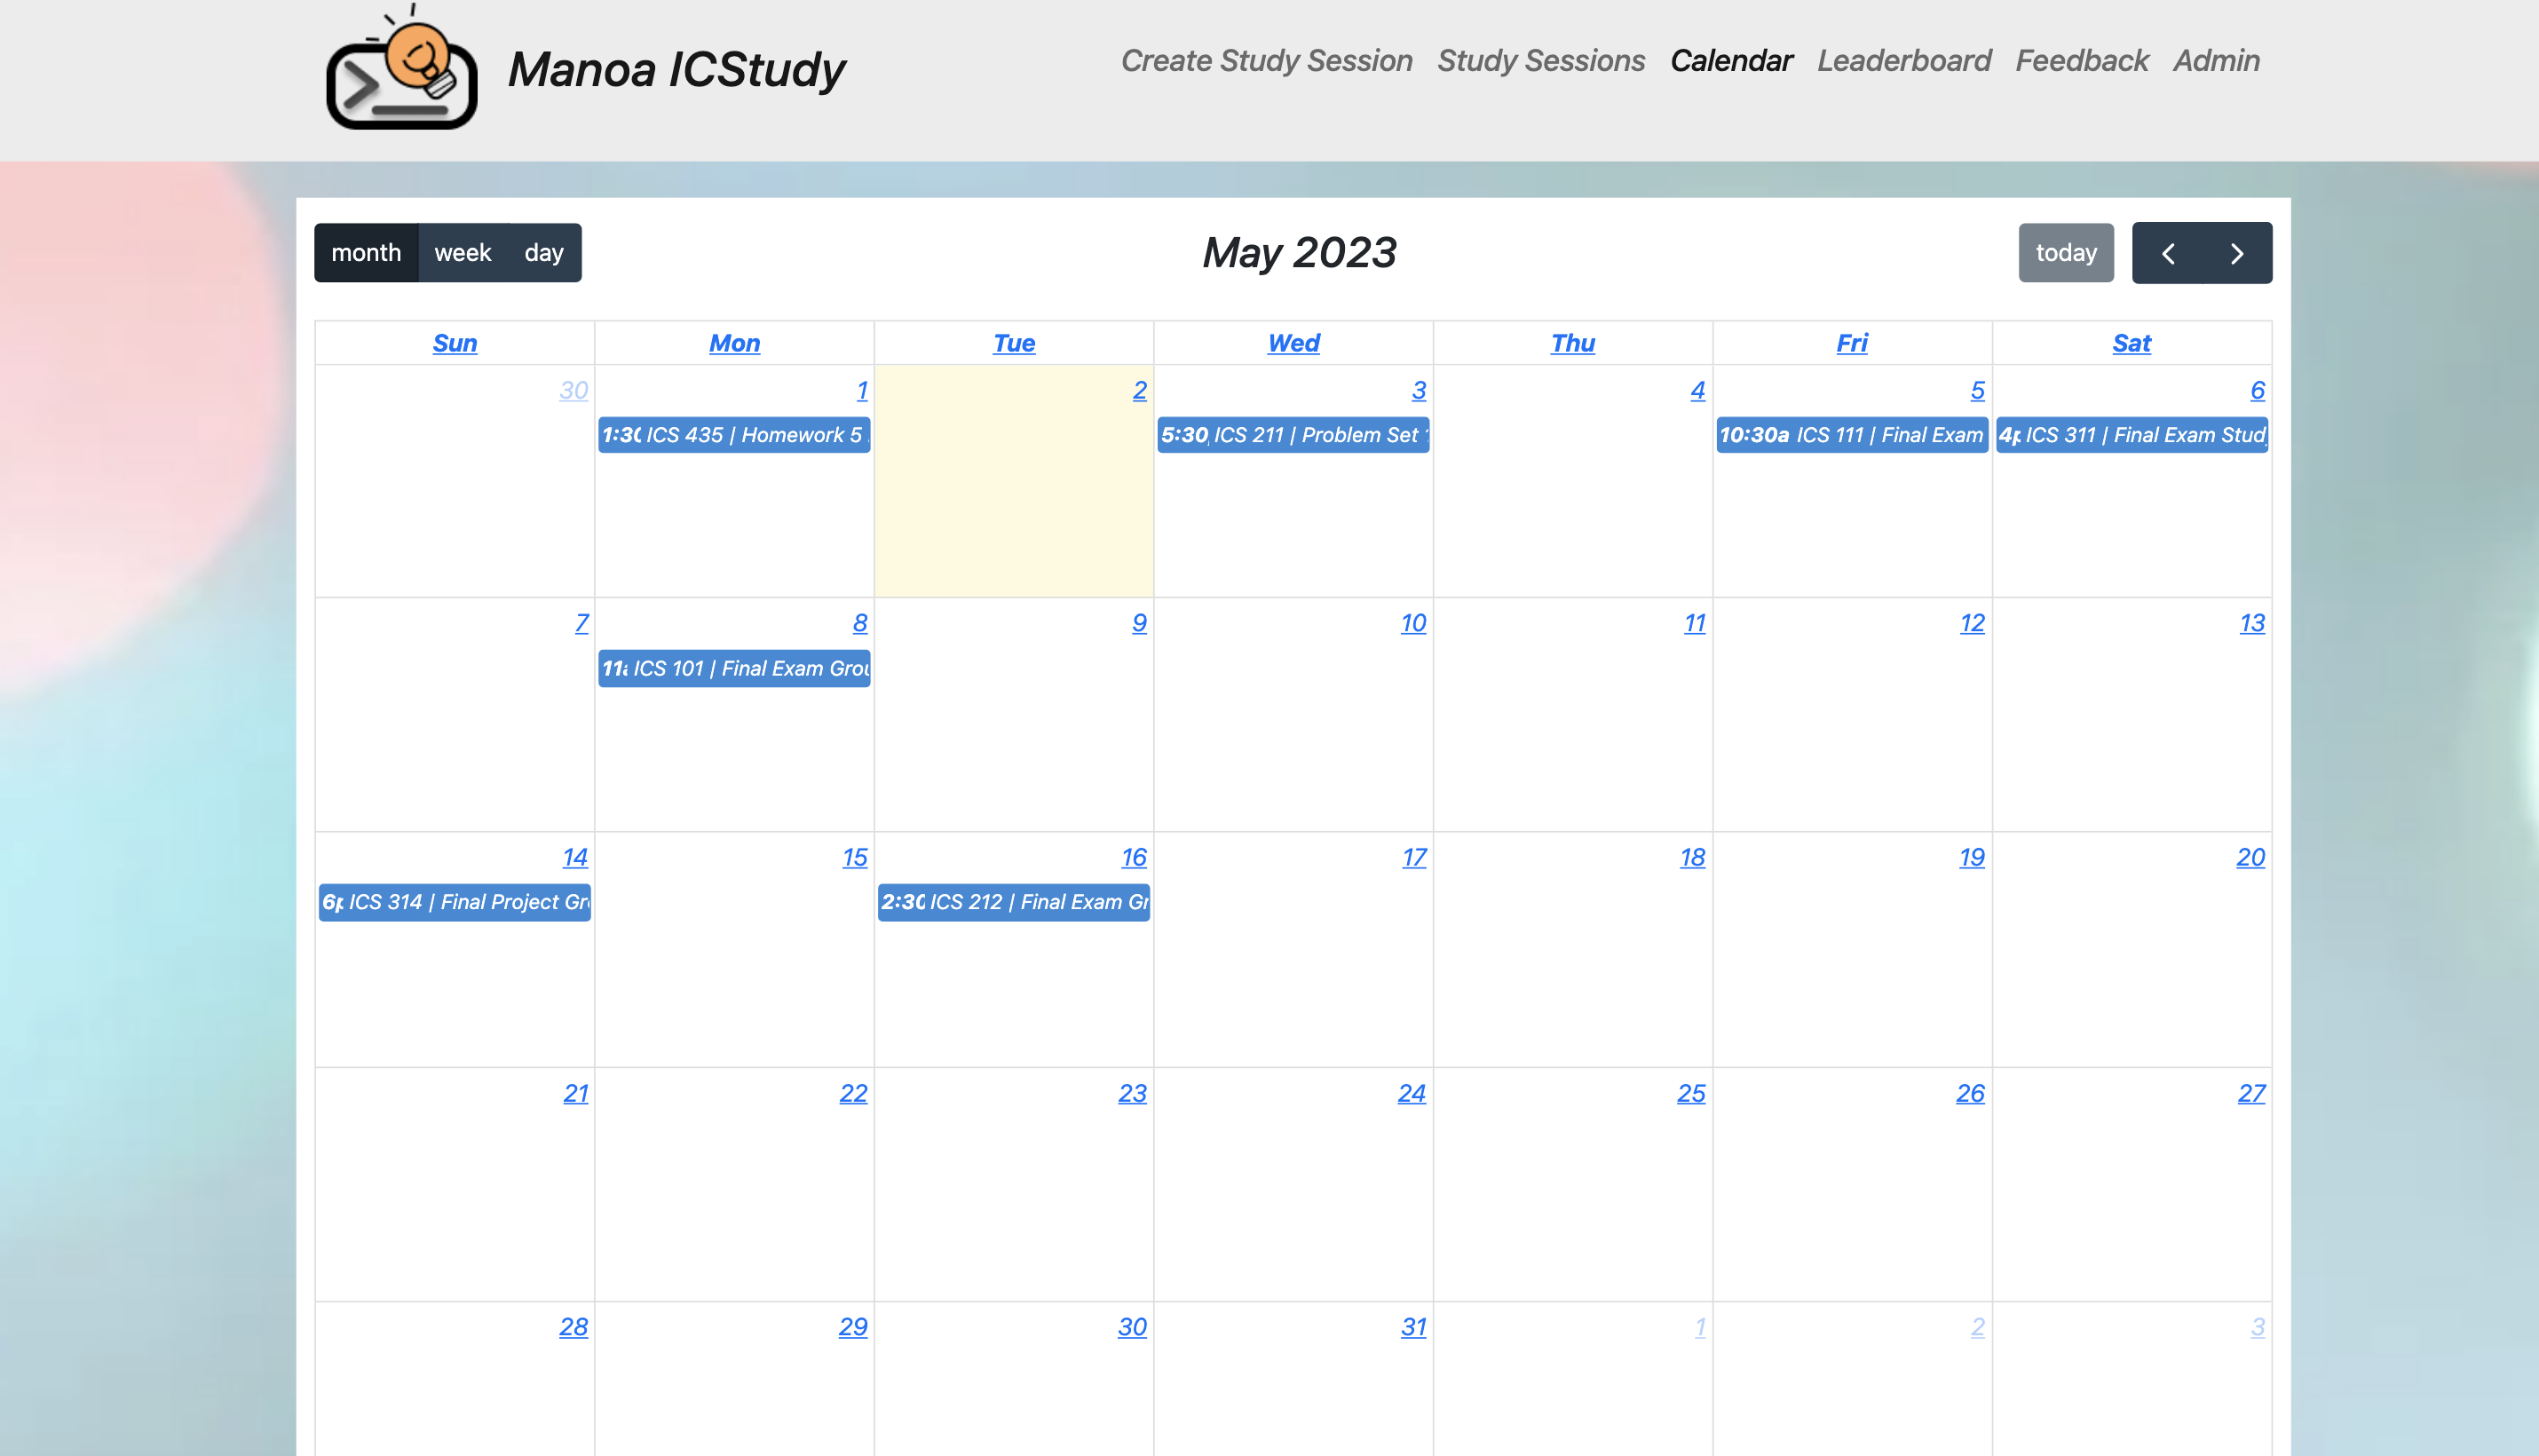 Manoa ICStudy
Create Study Session Study Sessions Calendar Leaderboard Feedback Admin
month week day
May 2023
today
Sun Mon Tue Wed Thu Fri Sat
30 1 2 3 4 5 6
1:30 ICS 435 | Homework 5
5:30 ICS 211 | Problem Set
10:30a ICS 111 | Final Exam
4p ICS 311 | Final Exam Stud
7 8 9 10 11 12 13
11a ICS 101 | Final Exam Grou
14 15 16 17 18 19 20
6p ICS 314 | Final Project Gr
2:30 ICS 212 | Final Exam Gr
21 22 23 24 25 26 27
28 29 30 31 1 2 3